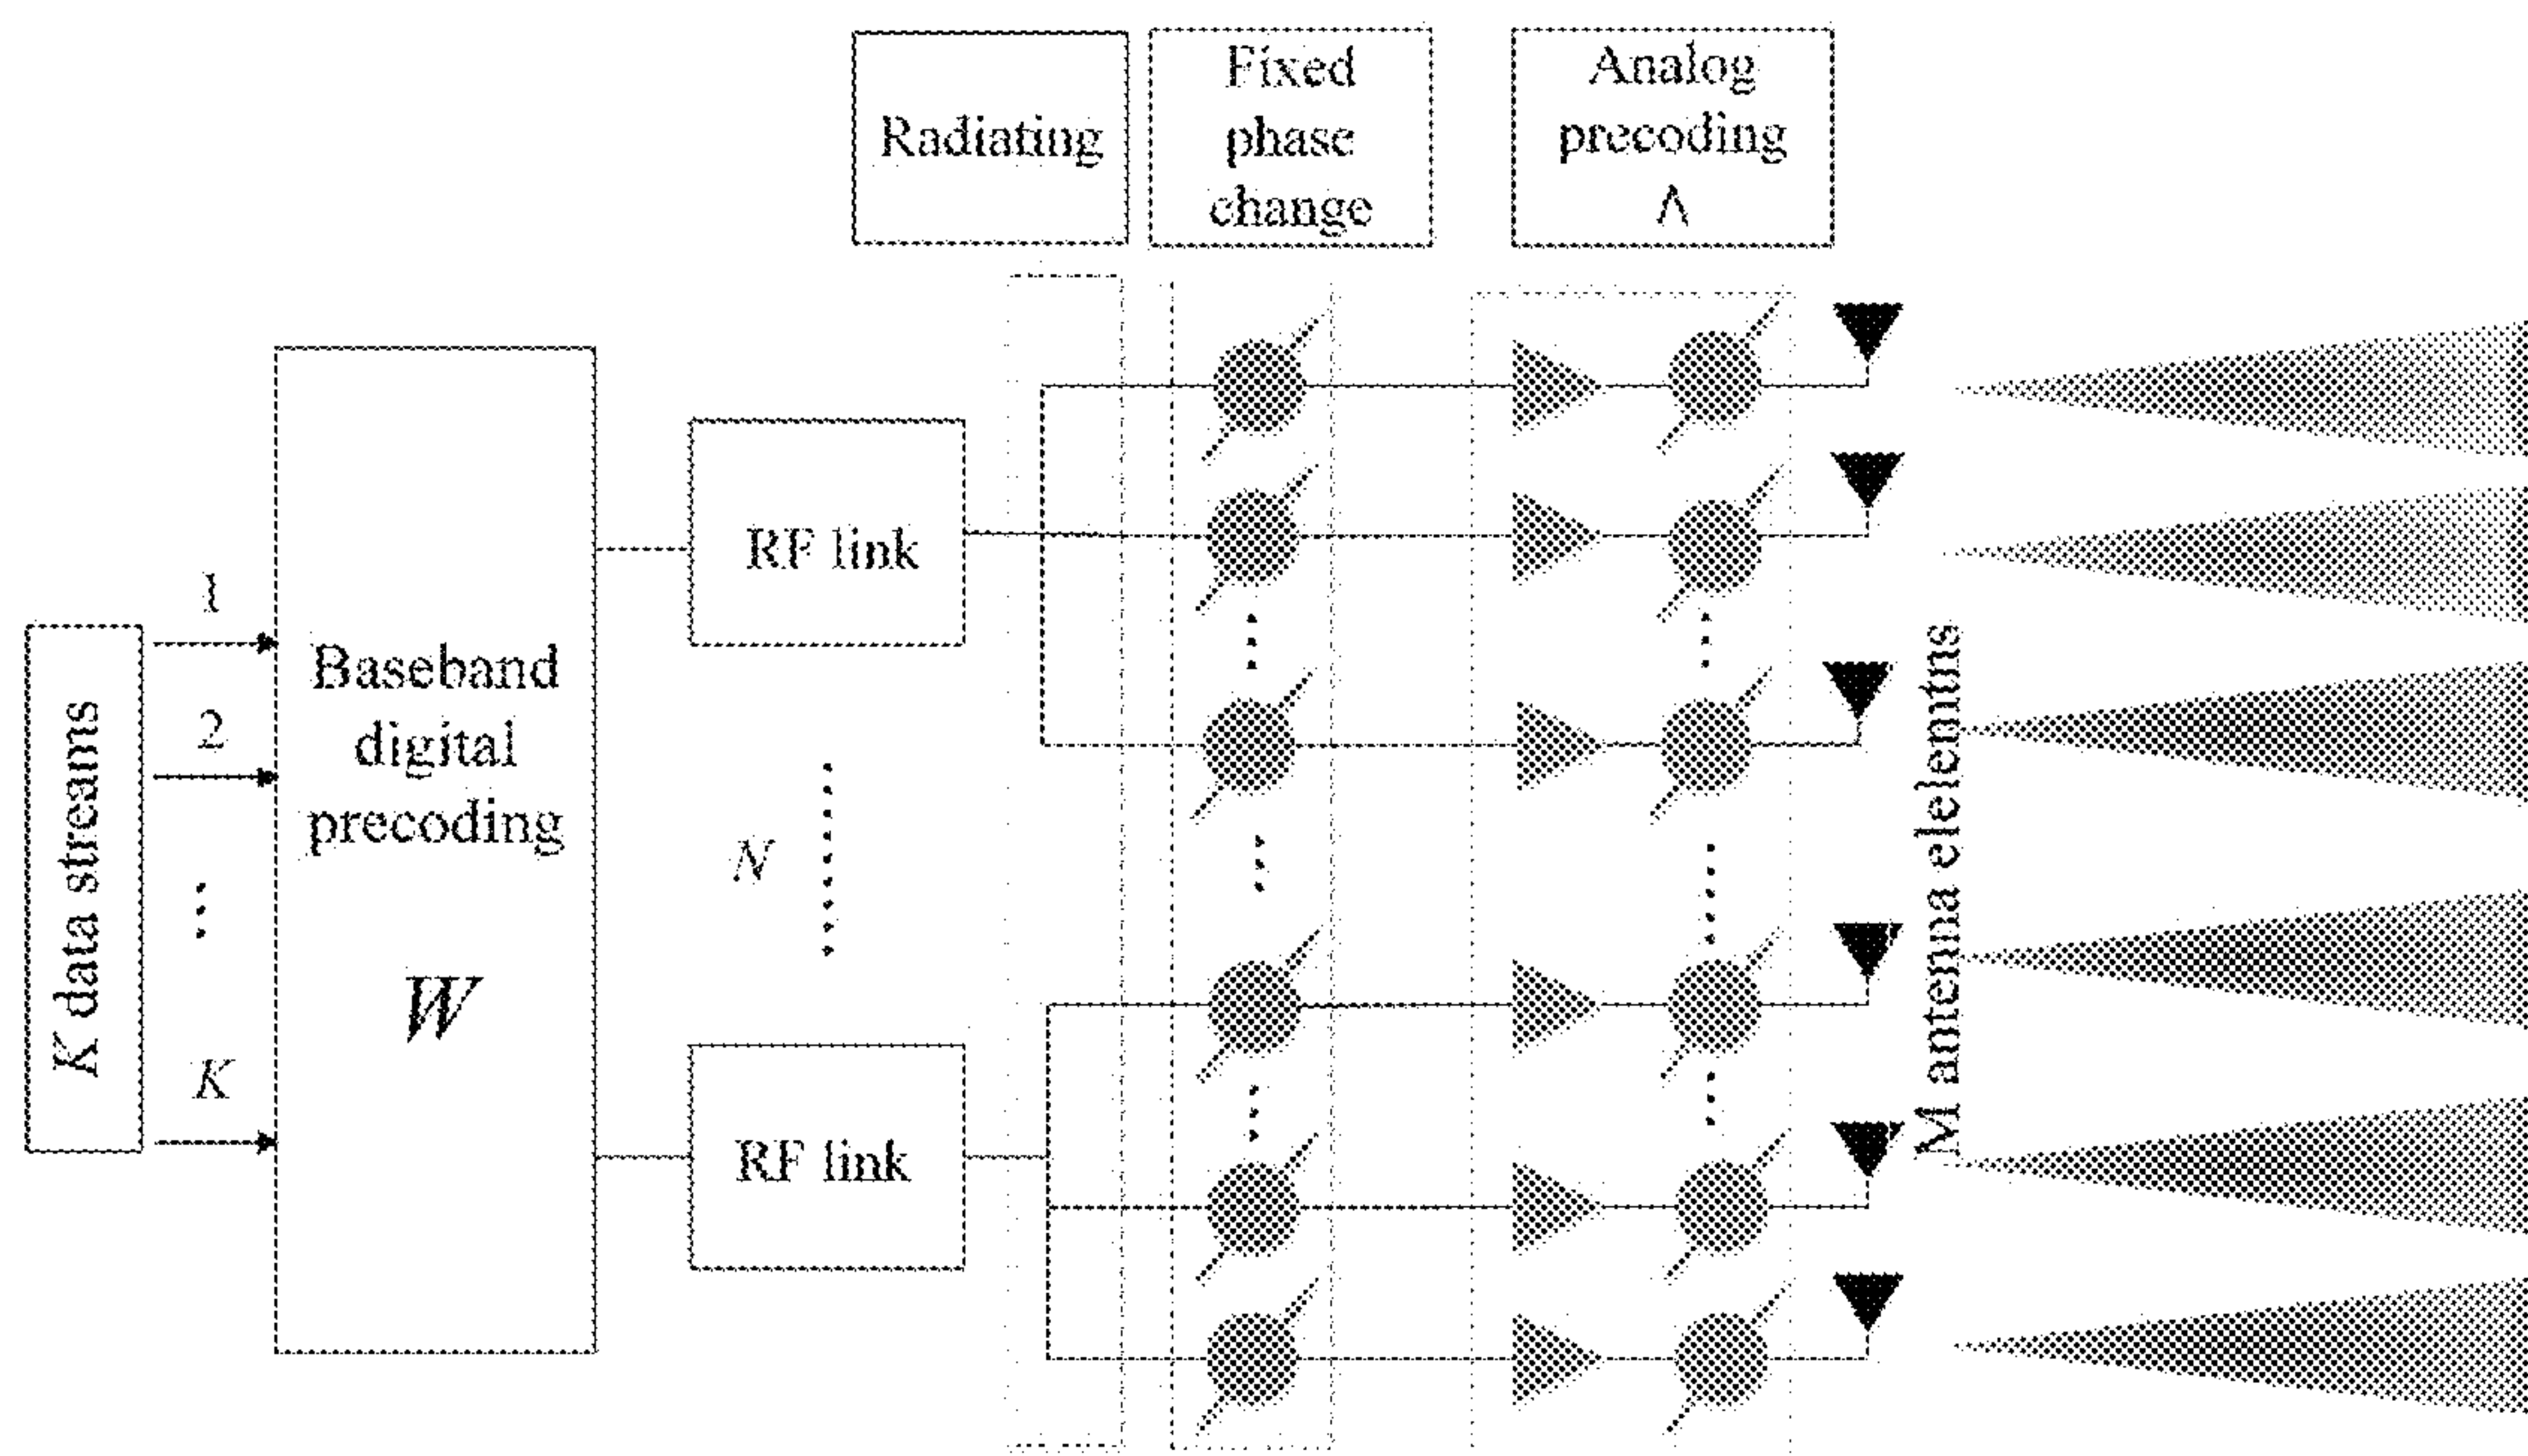 Radiating
Fixed
phase
change
Analog
precoding
Λ
RF link
1
Baseband
digital
precoding
W
K data streams
2
N
K
RF link
M antenna elelemtns